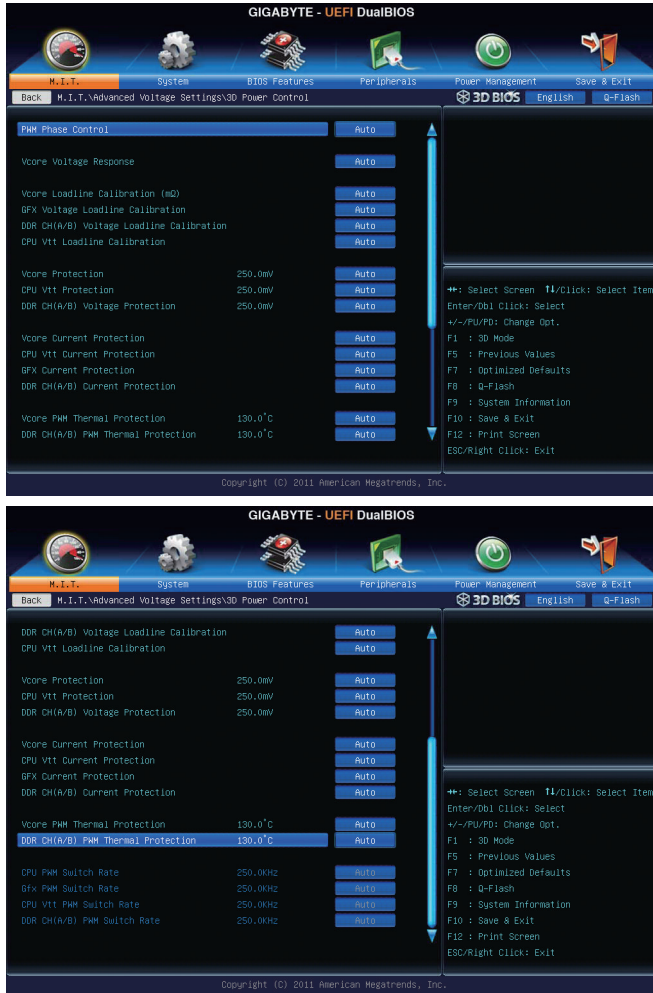 GIGABYTE - UEFI DualBIOS
M.I.T. System BIOS Features Peripherals Power Management Save & Exit
Back M.I.T.\Advanced Voltage Settings\3D Power Control 3D BIOS English Q-Flash
PWM Phase Control Auto
Vcore Voltage Response Auto
Vcore Loadline Calibration (mΩ) Auto
GFX Voltage Loadline Calibration Auto
DDR CH(A/B) Voltage Loadline Calibration Auto
CPU Vtt Loadline Calibration Auto
Vcore Protection 250.0mV Auto
CPU Vtt Protection 250.0mV Auto
DDR CH(A/B) Voltage Protection 250.0mV Auto
Vcore Current Protection Auto
CPU Vtt Current Protection Auto
GFX Current Protection Auto
DDR CH(A/B) Current Protection Auto
Vcore PWM Thermal Protection 130.0°C Auto
DDR CH(A/B) PWM Thermal Protection 130.0°C Auto
→←: Select Screen ↑↓/Click: Select Item
Enter/Dbl Click: Select
+/-/PU/PD: Change Opt.
F1 : 3D Mode
F5 : Previous Values
F7 : Optimized Defaults
F8 : Q-Flash
F9 : System Information
F10 : Save & Exit
F12 : Print Screen
ESC/Right Click: Exit
Copyright (C) 2011 American Megatrends, Inc.
GIGABYTE - UEFI DualBIOS
M.I.T. System BIOS Features Peripherals Power Management Save & Exit
Back M.I.T.\Advanced Voltage Settings\3D Power Control 3D BIOS English Q-Flash
DDR CH(A/B) Voltage Loadline Calibration Auto
CPU Vtt Loadline Calibration Auto
Vcore Protection 250.0mV Auto
CPU Vtt Protection 250.0mV Auto
DDR CH(A/B) Voltage Protection 250.0mV Auto
Vcore Current Protection Auto
CPU Vtt Current Protection Auto
GFX Current Protection Auto
DDR CH(A/B) Current Protection Auto
Vcore PWM Thermal Protection 130.0°C Auto
DDR CH(A/B) PWM Thermal Protection 130.0°C Auto
CPU PWM Switch Rate 250.0KHz Auto
Gfx PWM Switch Rate 250.0KHz Auto
CPU Vtt PWM Switch Rate 250.0KHz Auto
DDR CH(A/B) PWM Switch Rate 250.0KHz Auto
→←: Select Screen ↑↓/Click: Select Item
Enter/Dbl Click: Select
+/-/PU/PD: Change Opt.
F1 : 3D Mode
F5 : Previous Values
F7 : Optimized Defaults
F8 : Q-Flash
F9 : System Information
F10 : Save & Exit
F12 : Print Screen
ESC/Right Click: Exit
Copyright (C) 2011 American Megatrends, Inc.